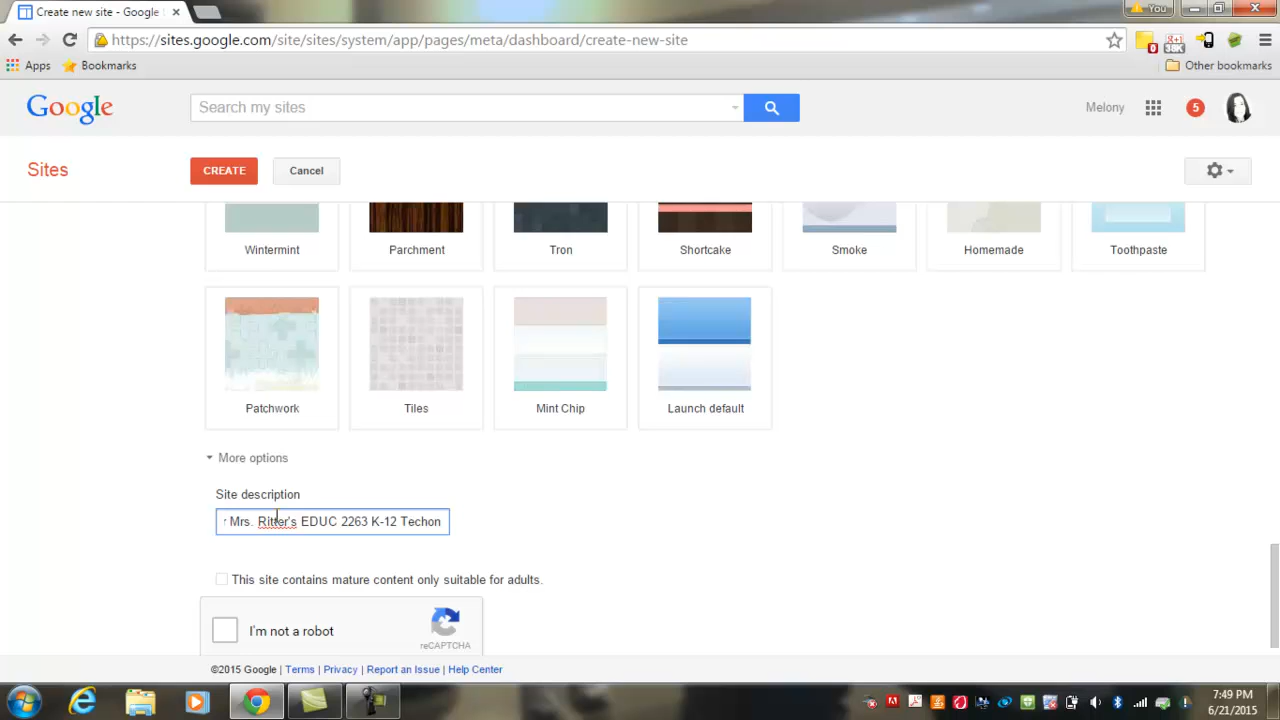 Create new site - Google
You
https://sites.google.com/site/sites/system/app/pages/meta/dashboard/create-new-site
0
38K
Apps
Bookmarks
Other bookmarks
Google
Search my sites
Melony
5
Sites
CREATE
Cancel
Wintermint
Parchment
Tron
Shortcake
Smoke
Homemade
Toothpaste
Patchwork
Tiles
Mint Chip
Launch default
More options
Site description
r Mrs. Ritter's EDUC 2263 K-12 Techon
This site contains mature content only suitable for adults.
I'm not a robot
reCAPTCHA
©2015 Google | Terms | Privacy | Report an Issue | Help Center
7:49 PM
6/21/2015